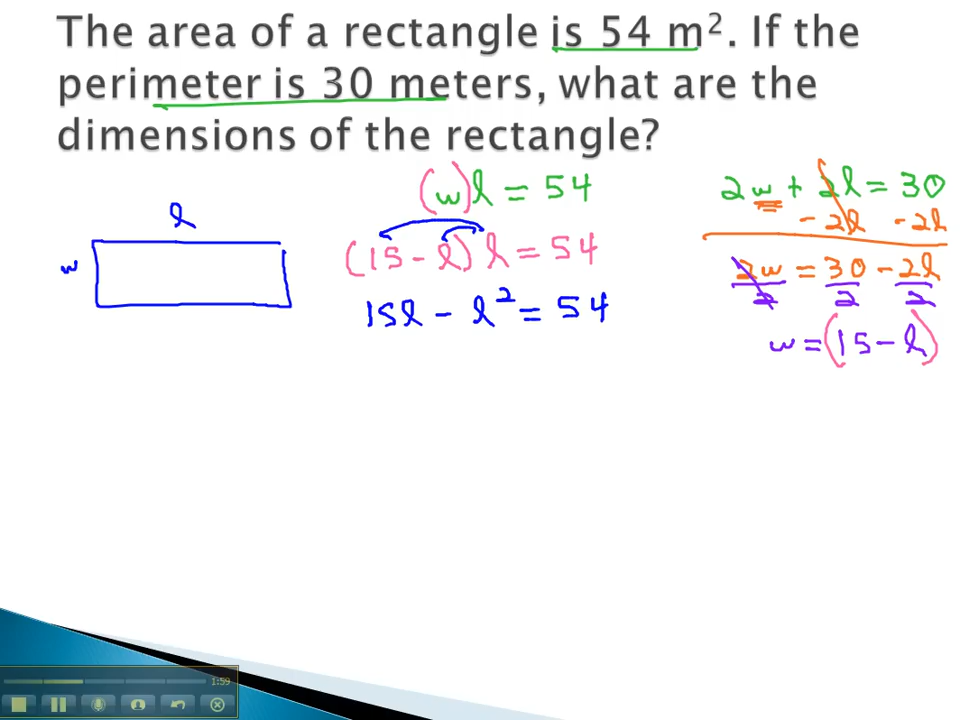 The area of a rectangle is 54 m². If the
perimeter is 30 meters, what are the
dimensions of the rectangle?
l
w
(w)l = 54
(15 - l) l = 54
15l - l² = 54
2w + 2l = 30
- 2l - 2l
2w = 30 - 2l
2 2 2
w = (15 - l)
1:59